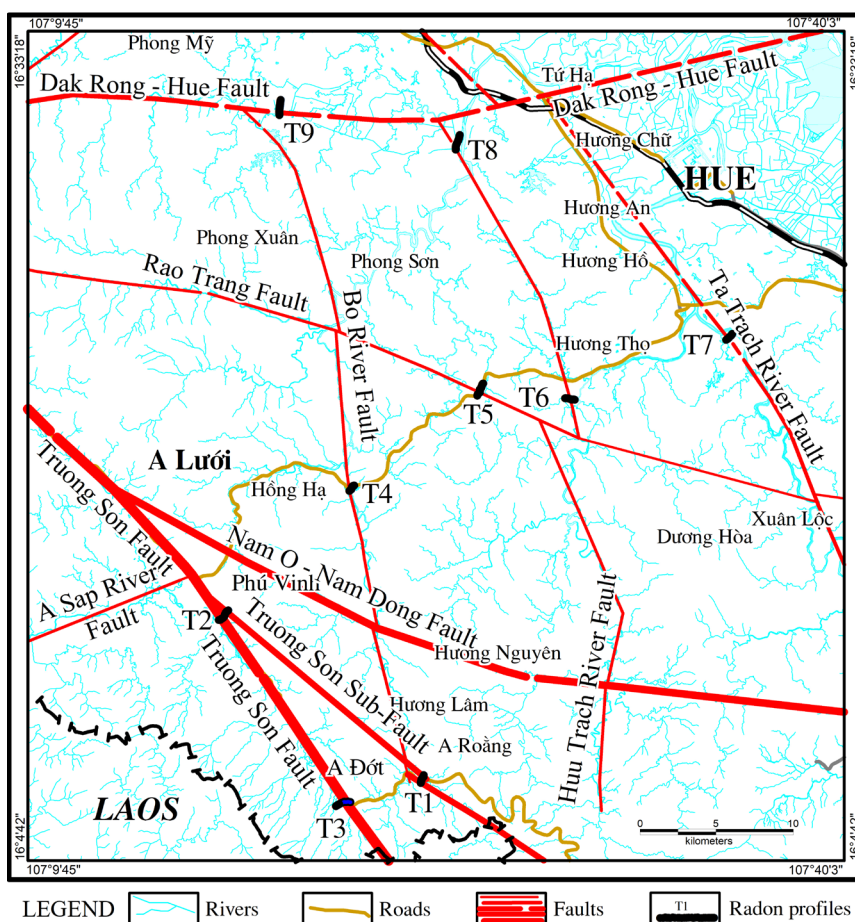 107°9'45"
107°40'3"
16°33'18"
16°33'18"
Phong Mỹ
Dak Rong - Hue Fault
Tứ Hạ
Dak Rong - Hue Fault
T9
T8
Hương Chữ
HUE
Hương An
Phong Xuân
Phong Sơn
Hương Hồ
Rao Trang Fault
Bo River Fault
Ta Trach River Fault
Hương Thọ
T7
T5
T6
A Lưới
Hồng Hạ
T4
Truong Son Fault
Xuân Lộc
Dương Hòa
Nam O - Nam Dong Fault
A Sap River
Fault
Phú Vinh
T2
Truong Son Sub-Fault
Hương Nguyên
Huu Trach River Fault
Truong Son Fault
Hương Lâm
A Roằng
A Đớt
T1
LAOS
T3
0 5 10
kilometers
16°4'42"
16°4'42"
107°9'45"
107°40'3"
LEGEND Rivers Roads Faults T1 Radon profiles